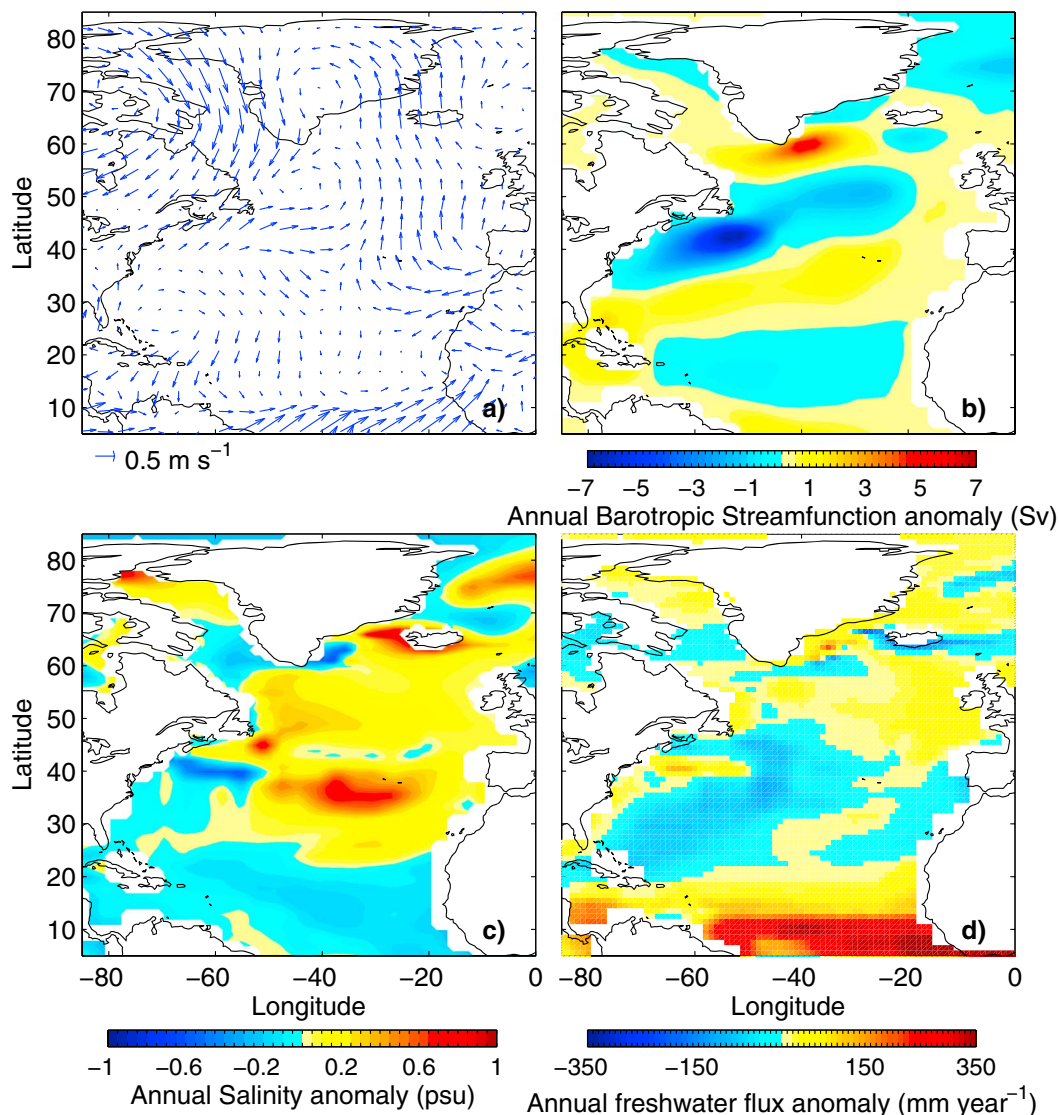 80
70
60
50
40
30
20
10
Latitude
a)
b)
0.5 m s⁻¹
−7 −5 −3 −1 1 3 5 7
Annual Barotropic Streamfunction anomaly (Sv)
80
70
60
50
40
30
20
10
Latitude
c)
d)
−80 −60 −40 −20 0
Longitude
−80 −60 −40 −20 0
Longitude
−1 −0.6 −0.2 0.2 0.6 1
Annual Salinity anomaly (psu)
−350 −150 150 350
Annual freshwater flux anomaly (mm year⁻¹)